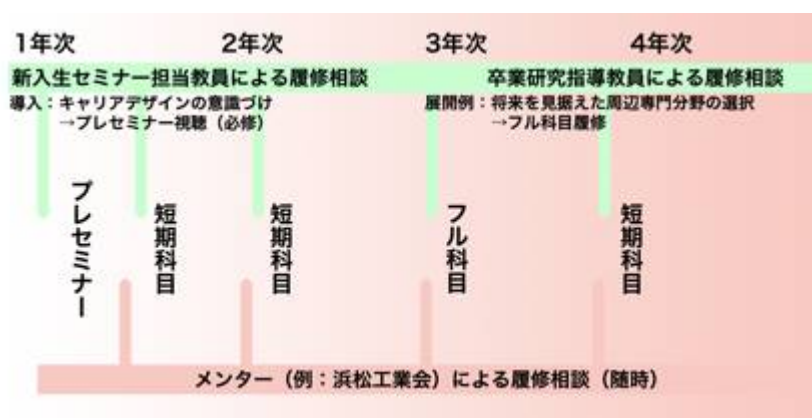 1年次
2年次
3年次
4年次
新入生セミナー担当教員による履修相談
卒業研究指導教員による履修相談
導入：キャリアデザインの意識づけ
→プレセミナー視聴（必修）
展開例：将来を見据えた周辺専門分野の選択
→フル科目履修
プレセミナー
短期科目
短期科目
フル科目
短期科目
メンター（例：浜松工業会）による履修相談（随時）